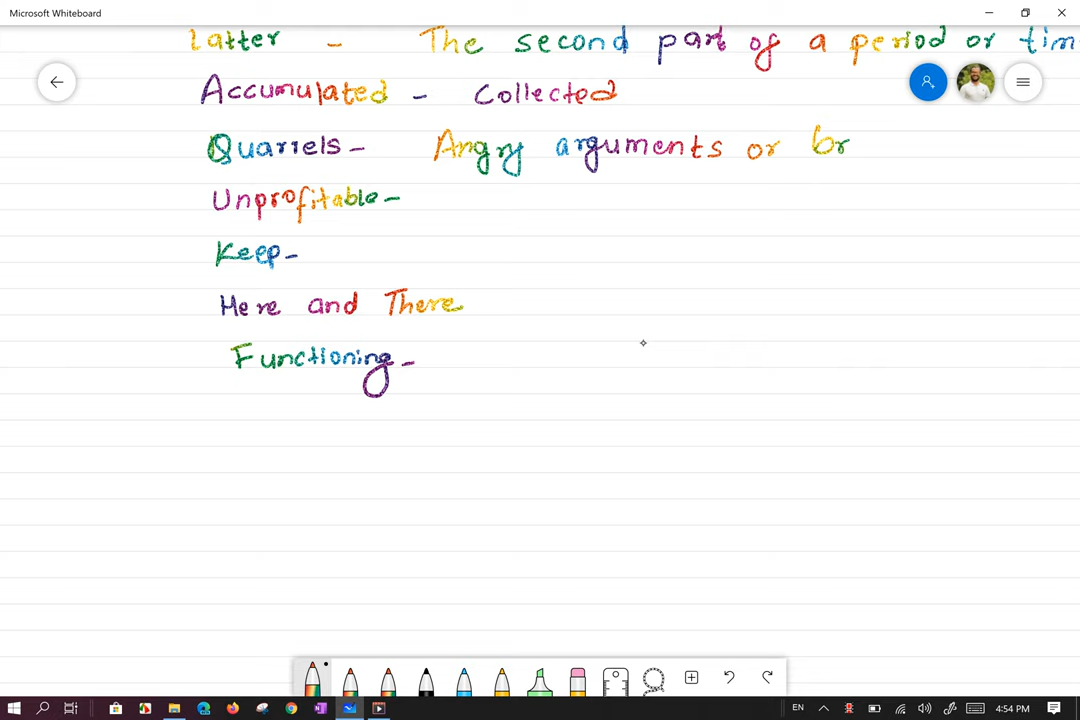 Microsoft Whiteboard
Latter - The second part of a period or tim
Accumulated - Collected
Quarrels - Angry arguments or br
Unprofitable -
Keep -
Here and There
Functioning -
EN 4:54 PM